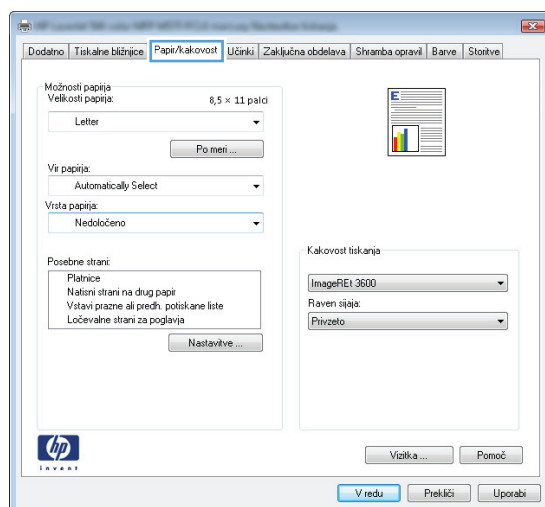 Dodatno Tiskalne bližnjice Papir/kakovost Učinki Zaključna obdelava Shramba opravil Barve Storitve
Možnosti papirja
Velikosti papirja: 8,5 × 11 palci
Letter
Po meri ...
Vir papirja:
Automatically Select
Vrsta papirja:
Nedoločeno
Posebne strani:
Platnice
Natisni strani na drug papir
Vstavi prazne ali predh. potiskane liste
Ločevalne strani za poglavja
Nastavitve ...
E
Kakovost tiskanja
ImageREt 3600
Raven sijaja:
Privzeto
hp
invent
Vizitka ... Pomoč
V redu Prekliči Uporabi